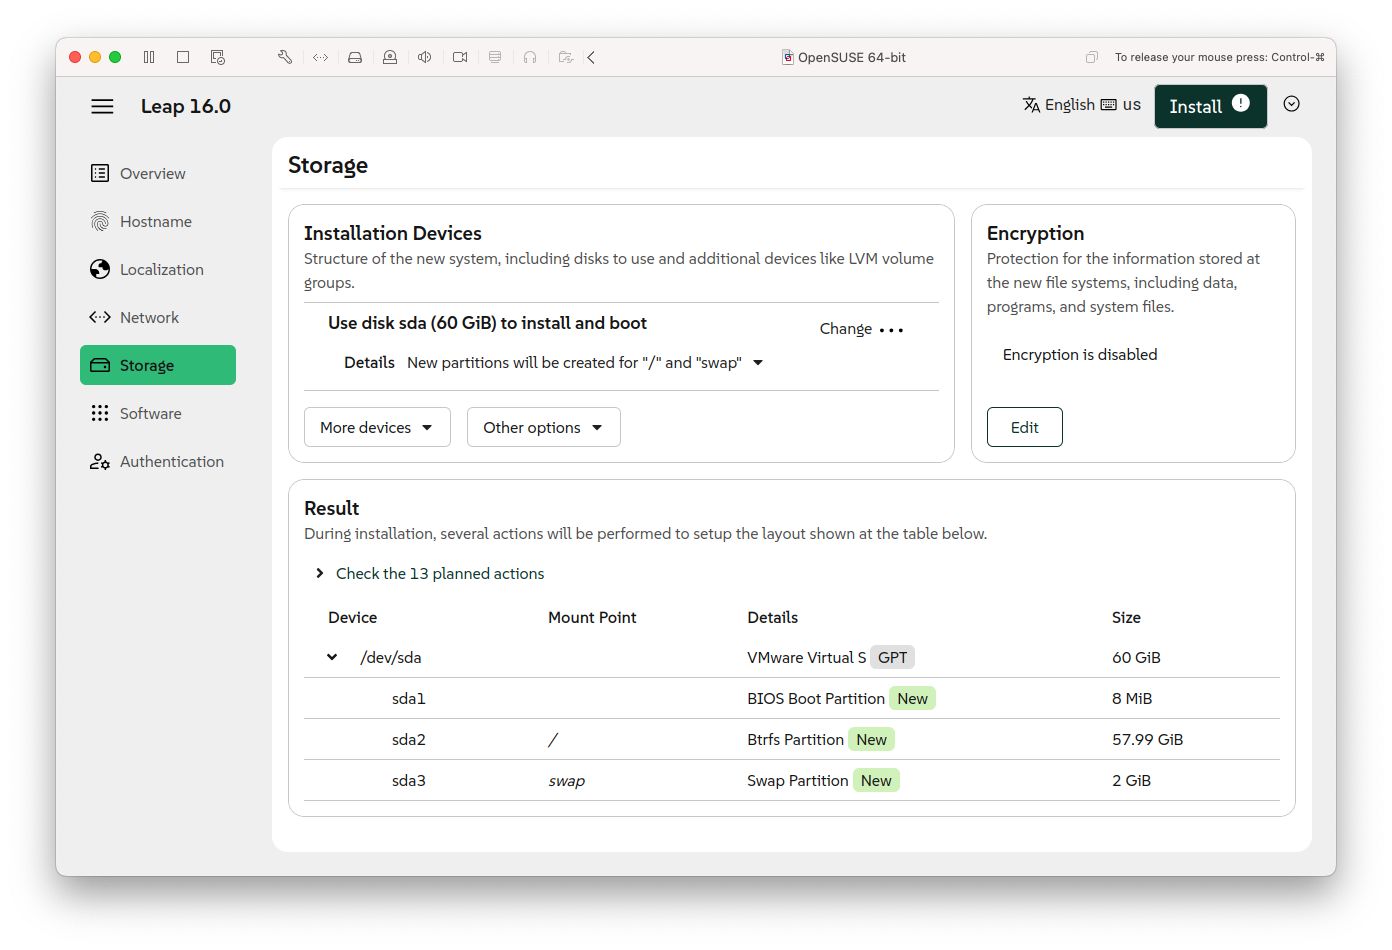 OpenSUSE 64-bit
To release your mouse press: Control-⌘
Leap 16.0
English us
Install
Overview
Hostname
Localization
Network
Storage
Software
Authentication
Storage
Installation Devices
Structure of the new system, including disks to use and additional devices like LVM volume
groups.
Use disk sda (60 GiB) to install and boot
Change
Details New partitions will be created for "/" and "swap"
More devices
Other options
Encryption
Protection for the information stored at
the new file systems, including data,
programs, and system files.
Encryption is disabled
Edit
Result
During installation, several actions will be performed to setup the layout shown at the table below.
Check the 13 planned actions
Device Mount Point Details Size
/dev/sda VMware Virtual S GPT 60 GiB
sda1 BIOS Boot Partition New 8 MiB
sda2 / Btrfs Partition New 57.99 GiB
sda3 swap Swap Partition New 2 GiB